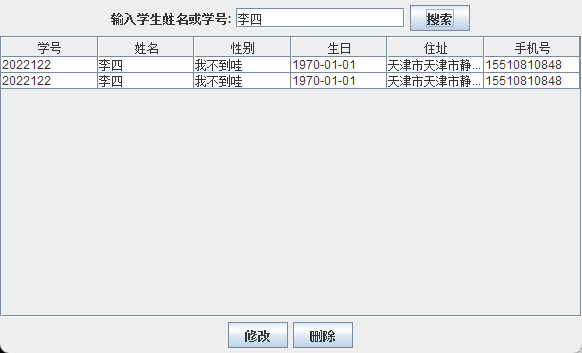 输入学生姓名或学号: 李四 搜索
学号 姓名 性别 生日 住址 手机号
2022122 李四 我不到哇 1970-01-01 天津市天津市静... 15510810848
2022122 李四 我不到哇 1970-01-01 天津市天津市静... 15510810848
修改 删除